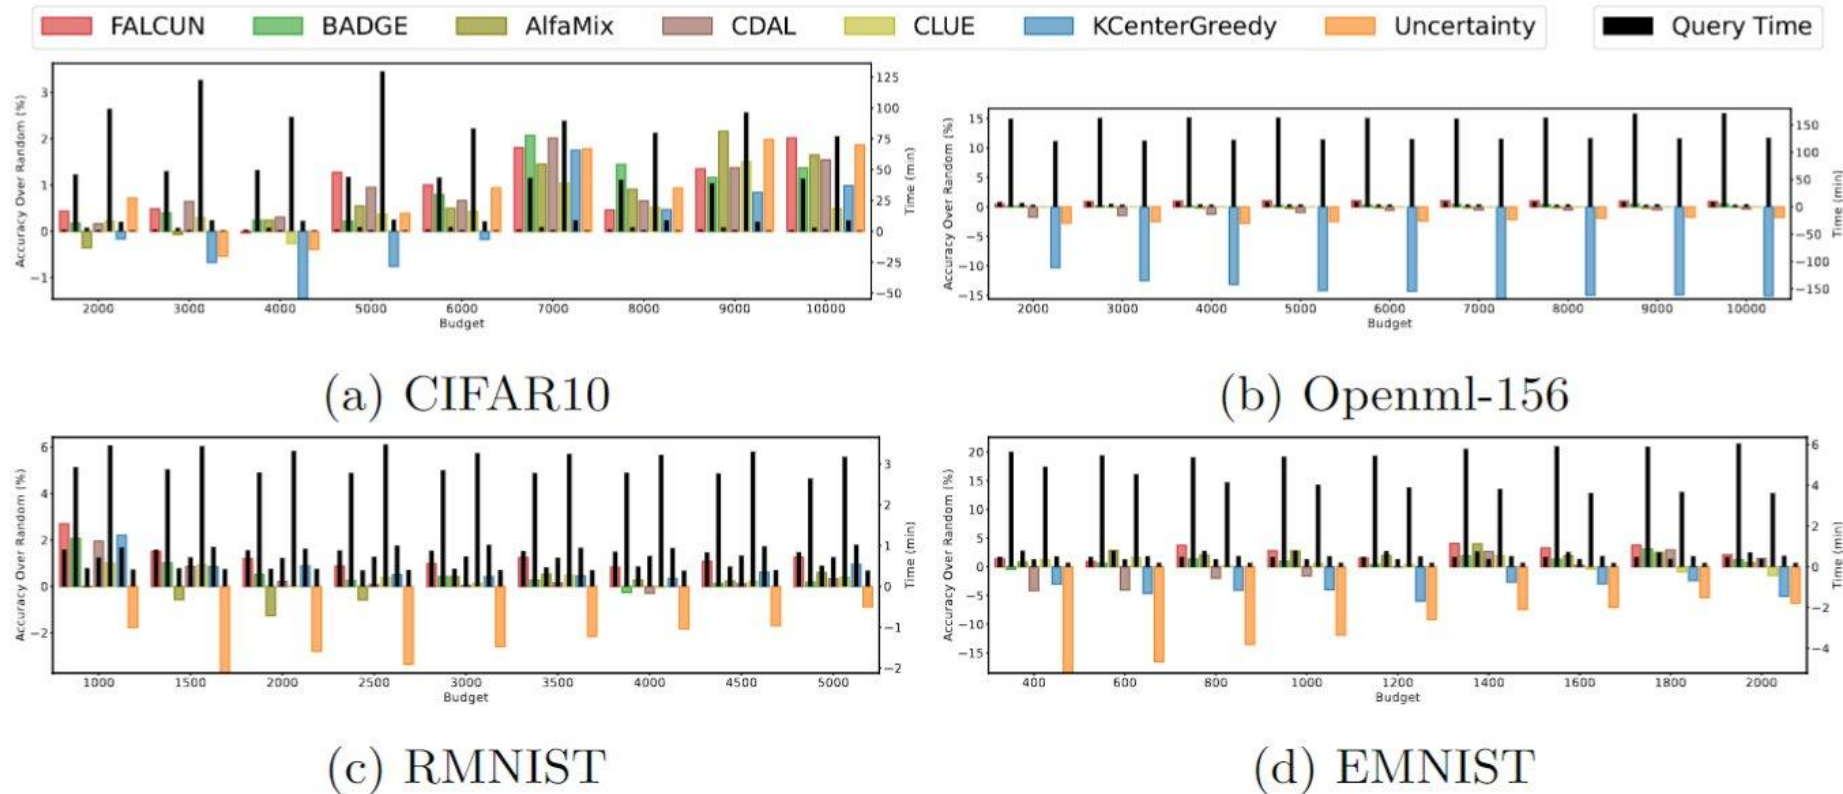 FALCUN BADGE AlfaMix CDAL CLUE KCenterGreedy Uncertainty Query Time
3
2
1
0
−1
Accuracy Over Random (%)
125
100
75
50
25
0
−25
−50
Time (min)
2000 3000 4000 5000 6000 7000 8000 9000 10000
Budget
(a) CIFAR10
15
10
5
0
−5
−10
−15
Accuracy Over Random (%)
150
100
50
0
−50
−100
−150
Time (min)
2000 3000 4000 5000 6000 7000 8000 9000 10000
Budget
(b) Openml-156
6
4
2
0
−2
Accuracy Over Random (%)
3
2
1
0
−1
−2
Time (min)
1000 1500 2000 2500 3000 3500 4000 4500 5000
Budget
(c) RMNIST
20
15
10
5
0
−5
−10
−15
Accuracy Over Random (%)
6
4
2
0
−2
−4
Time (min)
400 600 800 1000 1200 1400 1600 1800 2000
Budget
(d) EMNIST